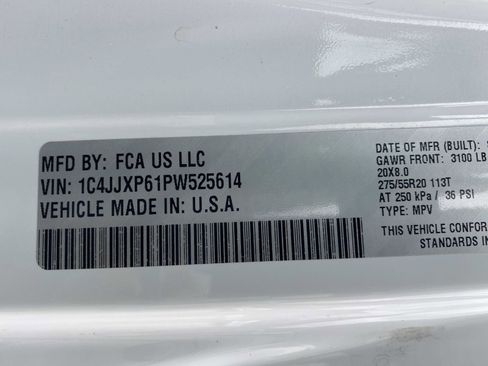 MFD BY: FCA US LLC
VIN: 1C4JJXP61PW525614
VEHICLE MADE IN: U.S.A.
DATE OF MFR (BUILT):
GAWR FRONT: 3100 LB
20X8.0
275/55R20 113T
AT 250 kPa / 36 PSI
TYPE: MPV
THIS VEHICLE
STANDARDS IN